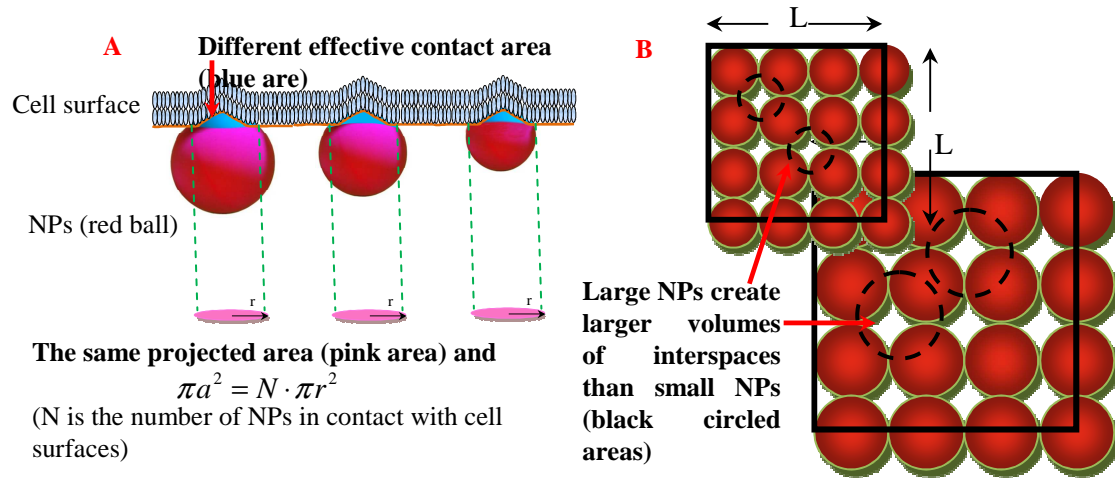 A
Different effective contact area
(blue are)
Cell surface
NPs (red ball)
r
r
r
The same projected area (pink area) and
πa² = N · πr²
(N is the number of NPs in contact with cell
surfaces)
B
L
L
Large NPs create
larger volumes
of interspaces
than small NPs
(black circled
areas)